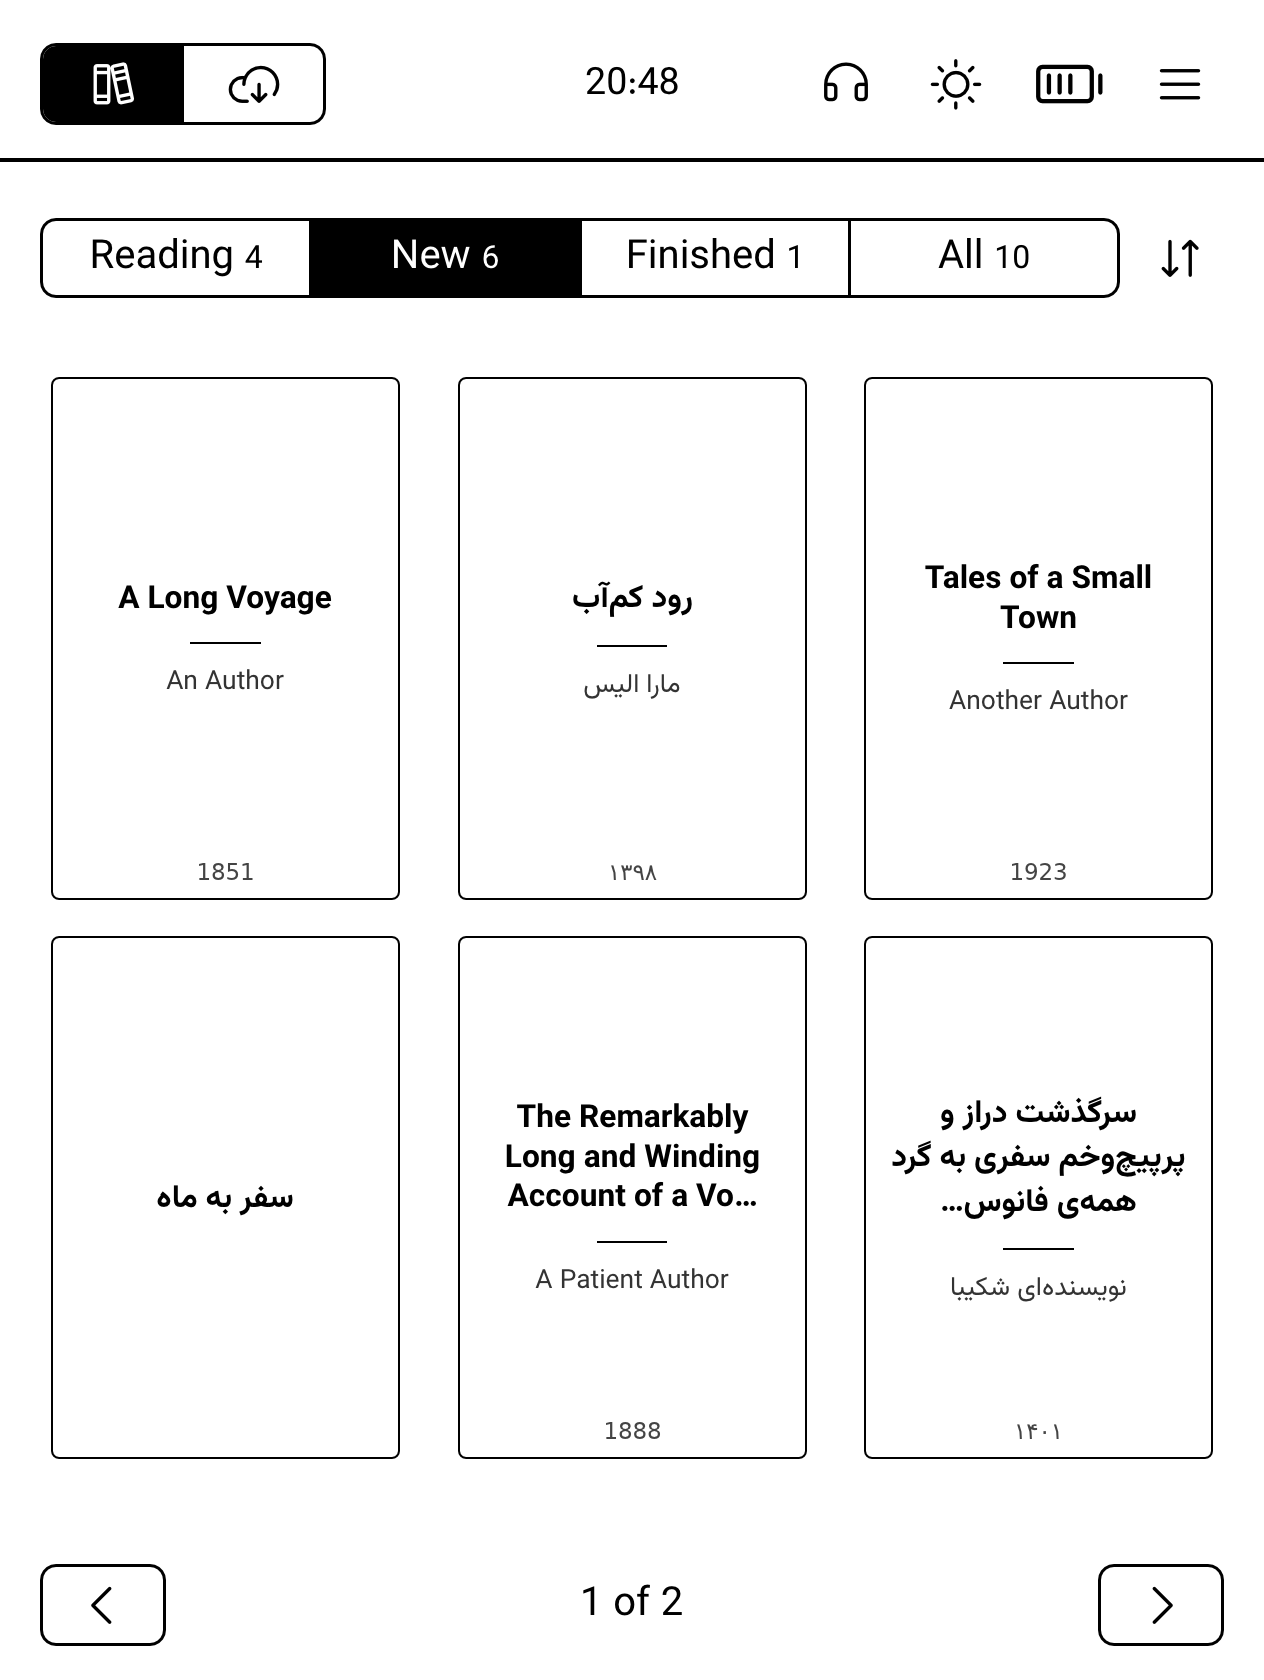 20:48
Reading 4
New 6
Finished 1
All 10
A Long Voyage
An Author
1851
رود کم‌آب
مارا الیس
۱۳۹۸
Tales of a Small
Town
Another Author
1923
سفر به ماه
The Remarkably
Long and Winding
Account of a Vo…
A Patient Author
1888
سرگذشت دراز و
پرپیچ‌وخم سفری به گرد
همه‌ی فانوس…
نویسنده‌ای شکیبا
۱۴۰۱
1 of 2